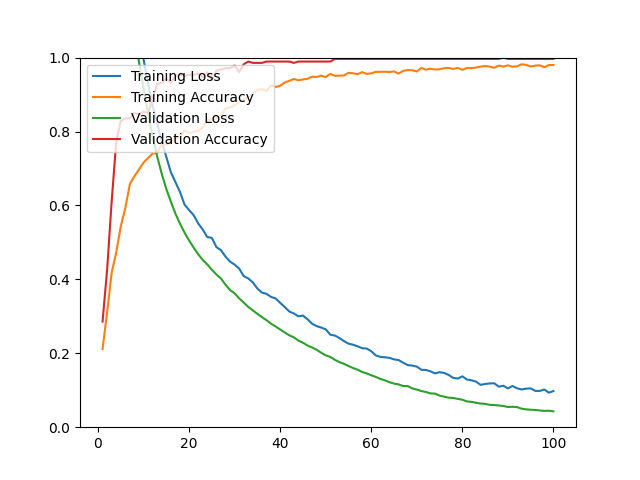 1.0
Training Loss
Training Accuracy
Validation Loss
Validation Accuracy
0.8
0.6
0.4
0.2
0.0
0 20 40 60 80 100